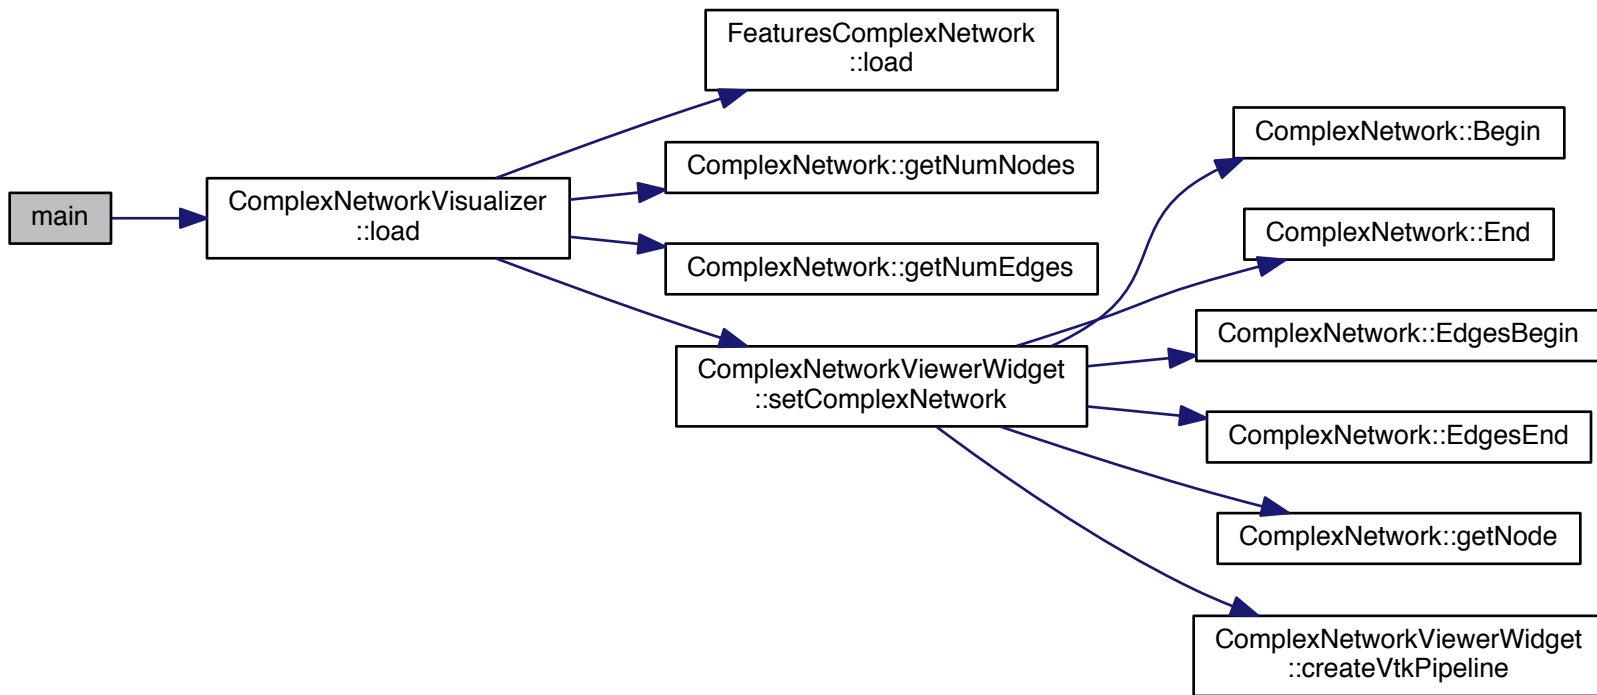 main
ComplexNetworkVisualizer
::load
FeaturesComplexNetwork
::load
ComplexNetwork::getNumNodes
ComplexNetwork::getNumEdges
ComplexNetworkViewerWidget
::setComplexNetwork
ComplexNetwork::Begin
ComplexNetwork::End
ComplexNetwork::EdgesBegin
ComplexNetwork::EdgesEnd
ComplexNetwork::getNode
ComplexNetworkViewerWidget
::createVtkPipeline